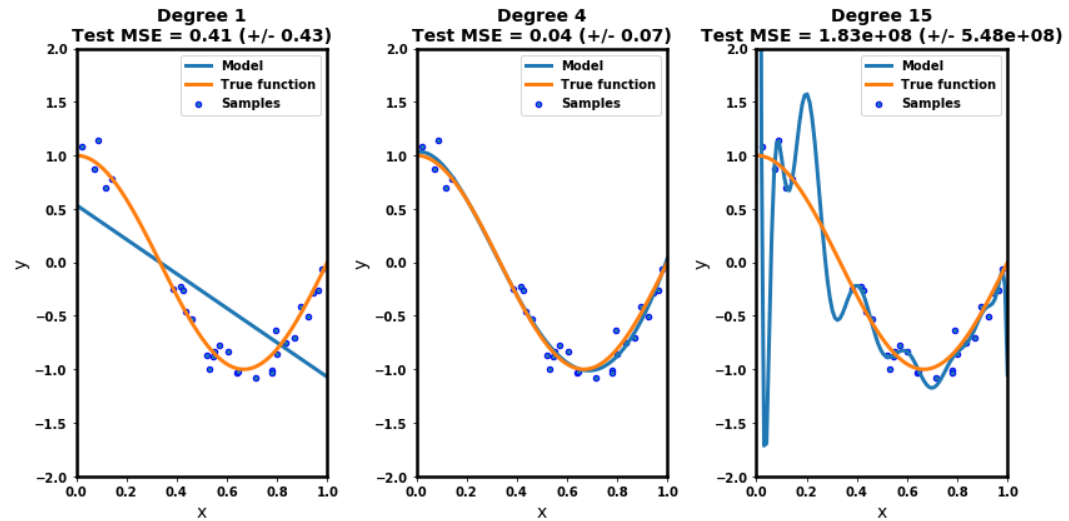 Degree 1
Test MSE = 0.41 (+/- 0.43)
2.0
1.5
1.0
0.5
0.0
−0.5
−1.0
−1.5
−2.0
y
Model
True function
Samples
0.0 0.2 0.4 0.6 0.8 1.0
x
Degree 4
Test MSE = 0.04 (+/- 0.07)
2.0
1.5
1.0
0.5
0.0
−0.5
−1.0
−1.5
−2.0
y
Model
True function
Samples
0.0 0.2 0.4 0.6 0.8 1.0
x
Degree 15
Test MSE = 1.83e+08 (+/- 5.48e+08)
2.0
1.5
1.0
0.5
0.0
−0.5
−1.0
−1.5
−2.0
y
Model
True function
Samples
0.0 0.2 0.4 0.6 0.8 1.0
x